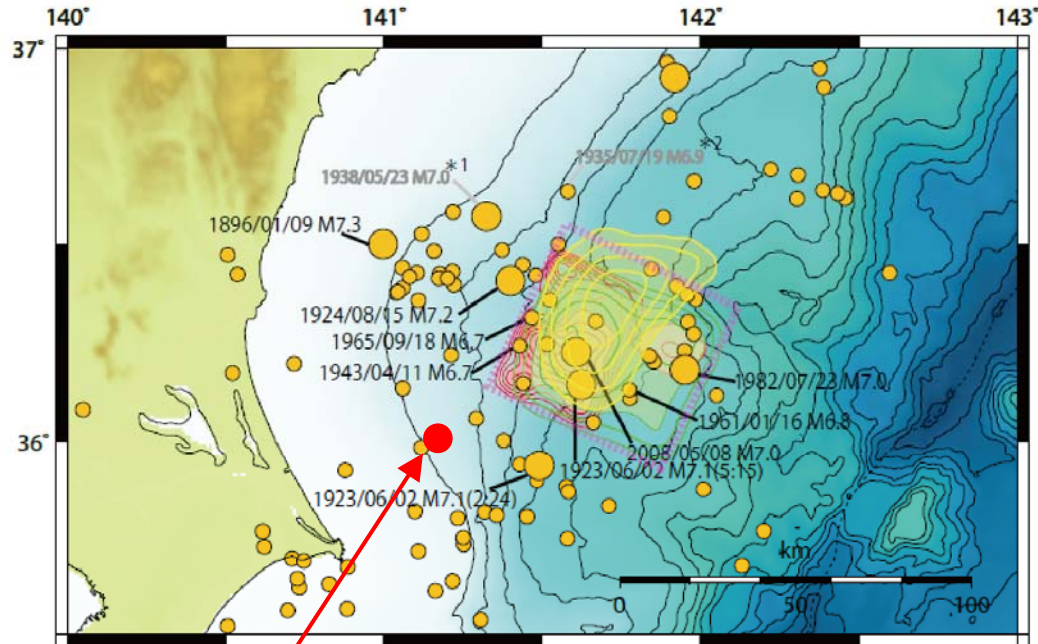 140° 141° 142° 143°
37°
*2
1935/07/19 M6.9
*1
1938/05/23 M7.0
1896/01/09 M7.3
1924/08/15 M7.2
1965/09/18 M6.7
1943/04/11 M6.7
1982/07/23 M7.0
1961/01/16 M6.8
36°
2008/05/08 M7.0
1923/06/02 M7.1(5:15)
1923/06/02 M7.1(2:24)
km
0 50 100